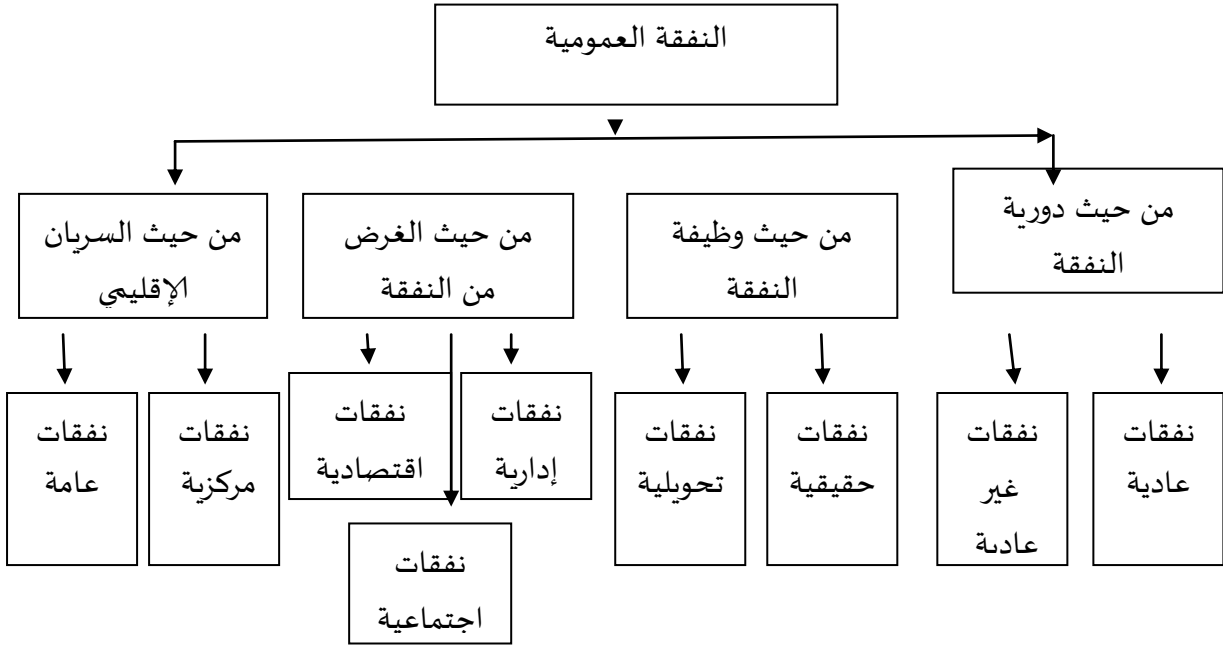 النفقة العمومية
من حيث دورية
النفقة
من حيث وظيفة
النفقة
من حيث الغرض
من النفقة
من حيث السريان
الإقليمي
نفقات
عادية
نفقات
غير
عادية
نفقات
حقيقية
نفقات
تحويلية
نفقات
إدارية
نفقات
اقتصادية
نفقات
اجتماعية
نفقات
مركزية
نفقات
عامة